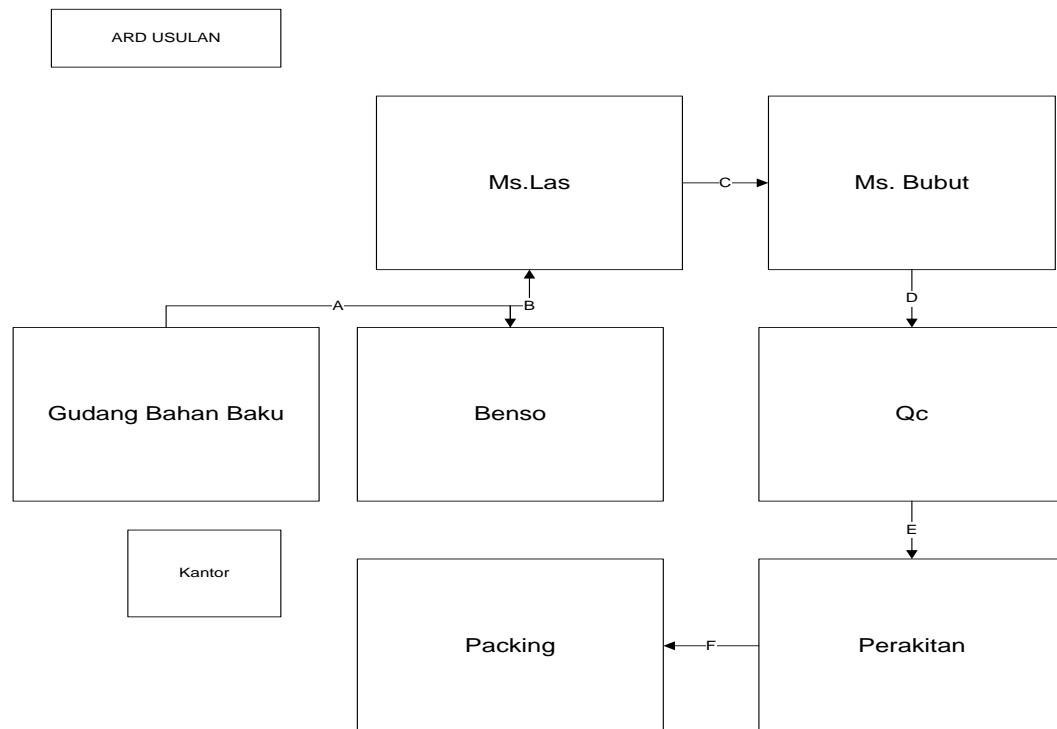 ARD USULAN
Ms.Las
C
Ms. Bubut
A
B
D
Gudang Bahan Baku
Benso
Qc
E
Kantor
Packing
F
Perakitan